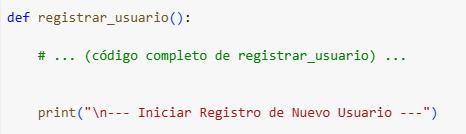 def registrar_usuario():
# ... (código completo de registrar_usuario) ...
print("\n--- Iniciar Registro de Nuevo Usuario ---")